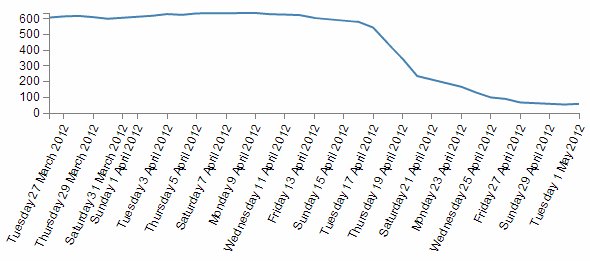 600
500
400
300
200
100
0
Tuesday 27 March 2012
Thursday 29 March 2012
Saturday 31 March 2012
Sunday 1 April 2012
Tuesday 3 April 2012
Thursday 5 April 2012
Saturday 7 April 2012
Monday 9 April 2012
Wednesday 11 April 2012
Friday 13 April 2012
Sunday 15 April 2012
Tuesday 17 April 2012
Thursday 19 April 2012
Saturday 21 April 2012
Monday 23 April 2012
Wednesday 25 April 2012
Friday 27 April 2012
Sunday 29 April 2012
Tuesday 1 May 2012